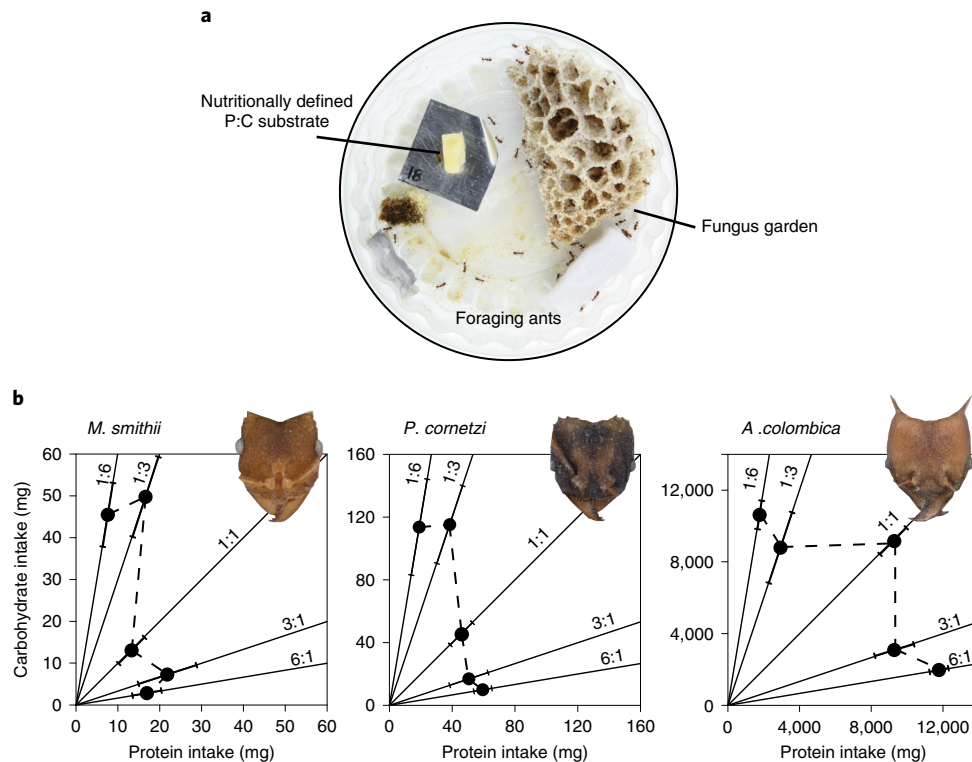 a
Nutritionally defined
P:C substrate
18
Fungus garden
Foraging ants
b
M. smithii
P. cornetzi
A .colombica
Carbohydrate intake (mg)
60
50
40
30
20
10
0
1:6
1:3
1:1
3:1
6:1
0 10 20 30 40 50 60
Protein intake (mg)
160
120
80
40
0
1:6
1:3
1:1
3:1
6:1
0 40 80 120 160
Protein intake (mg)
12,000
8,000
4,000
0
1:6
1:3
1:1
3:1
6:1
0 4,000 8,000 12,000
Protein intake (mg)